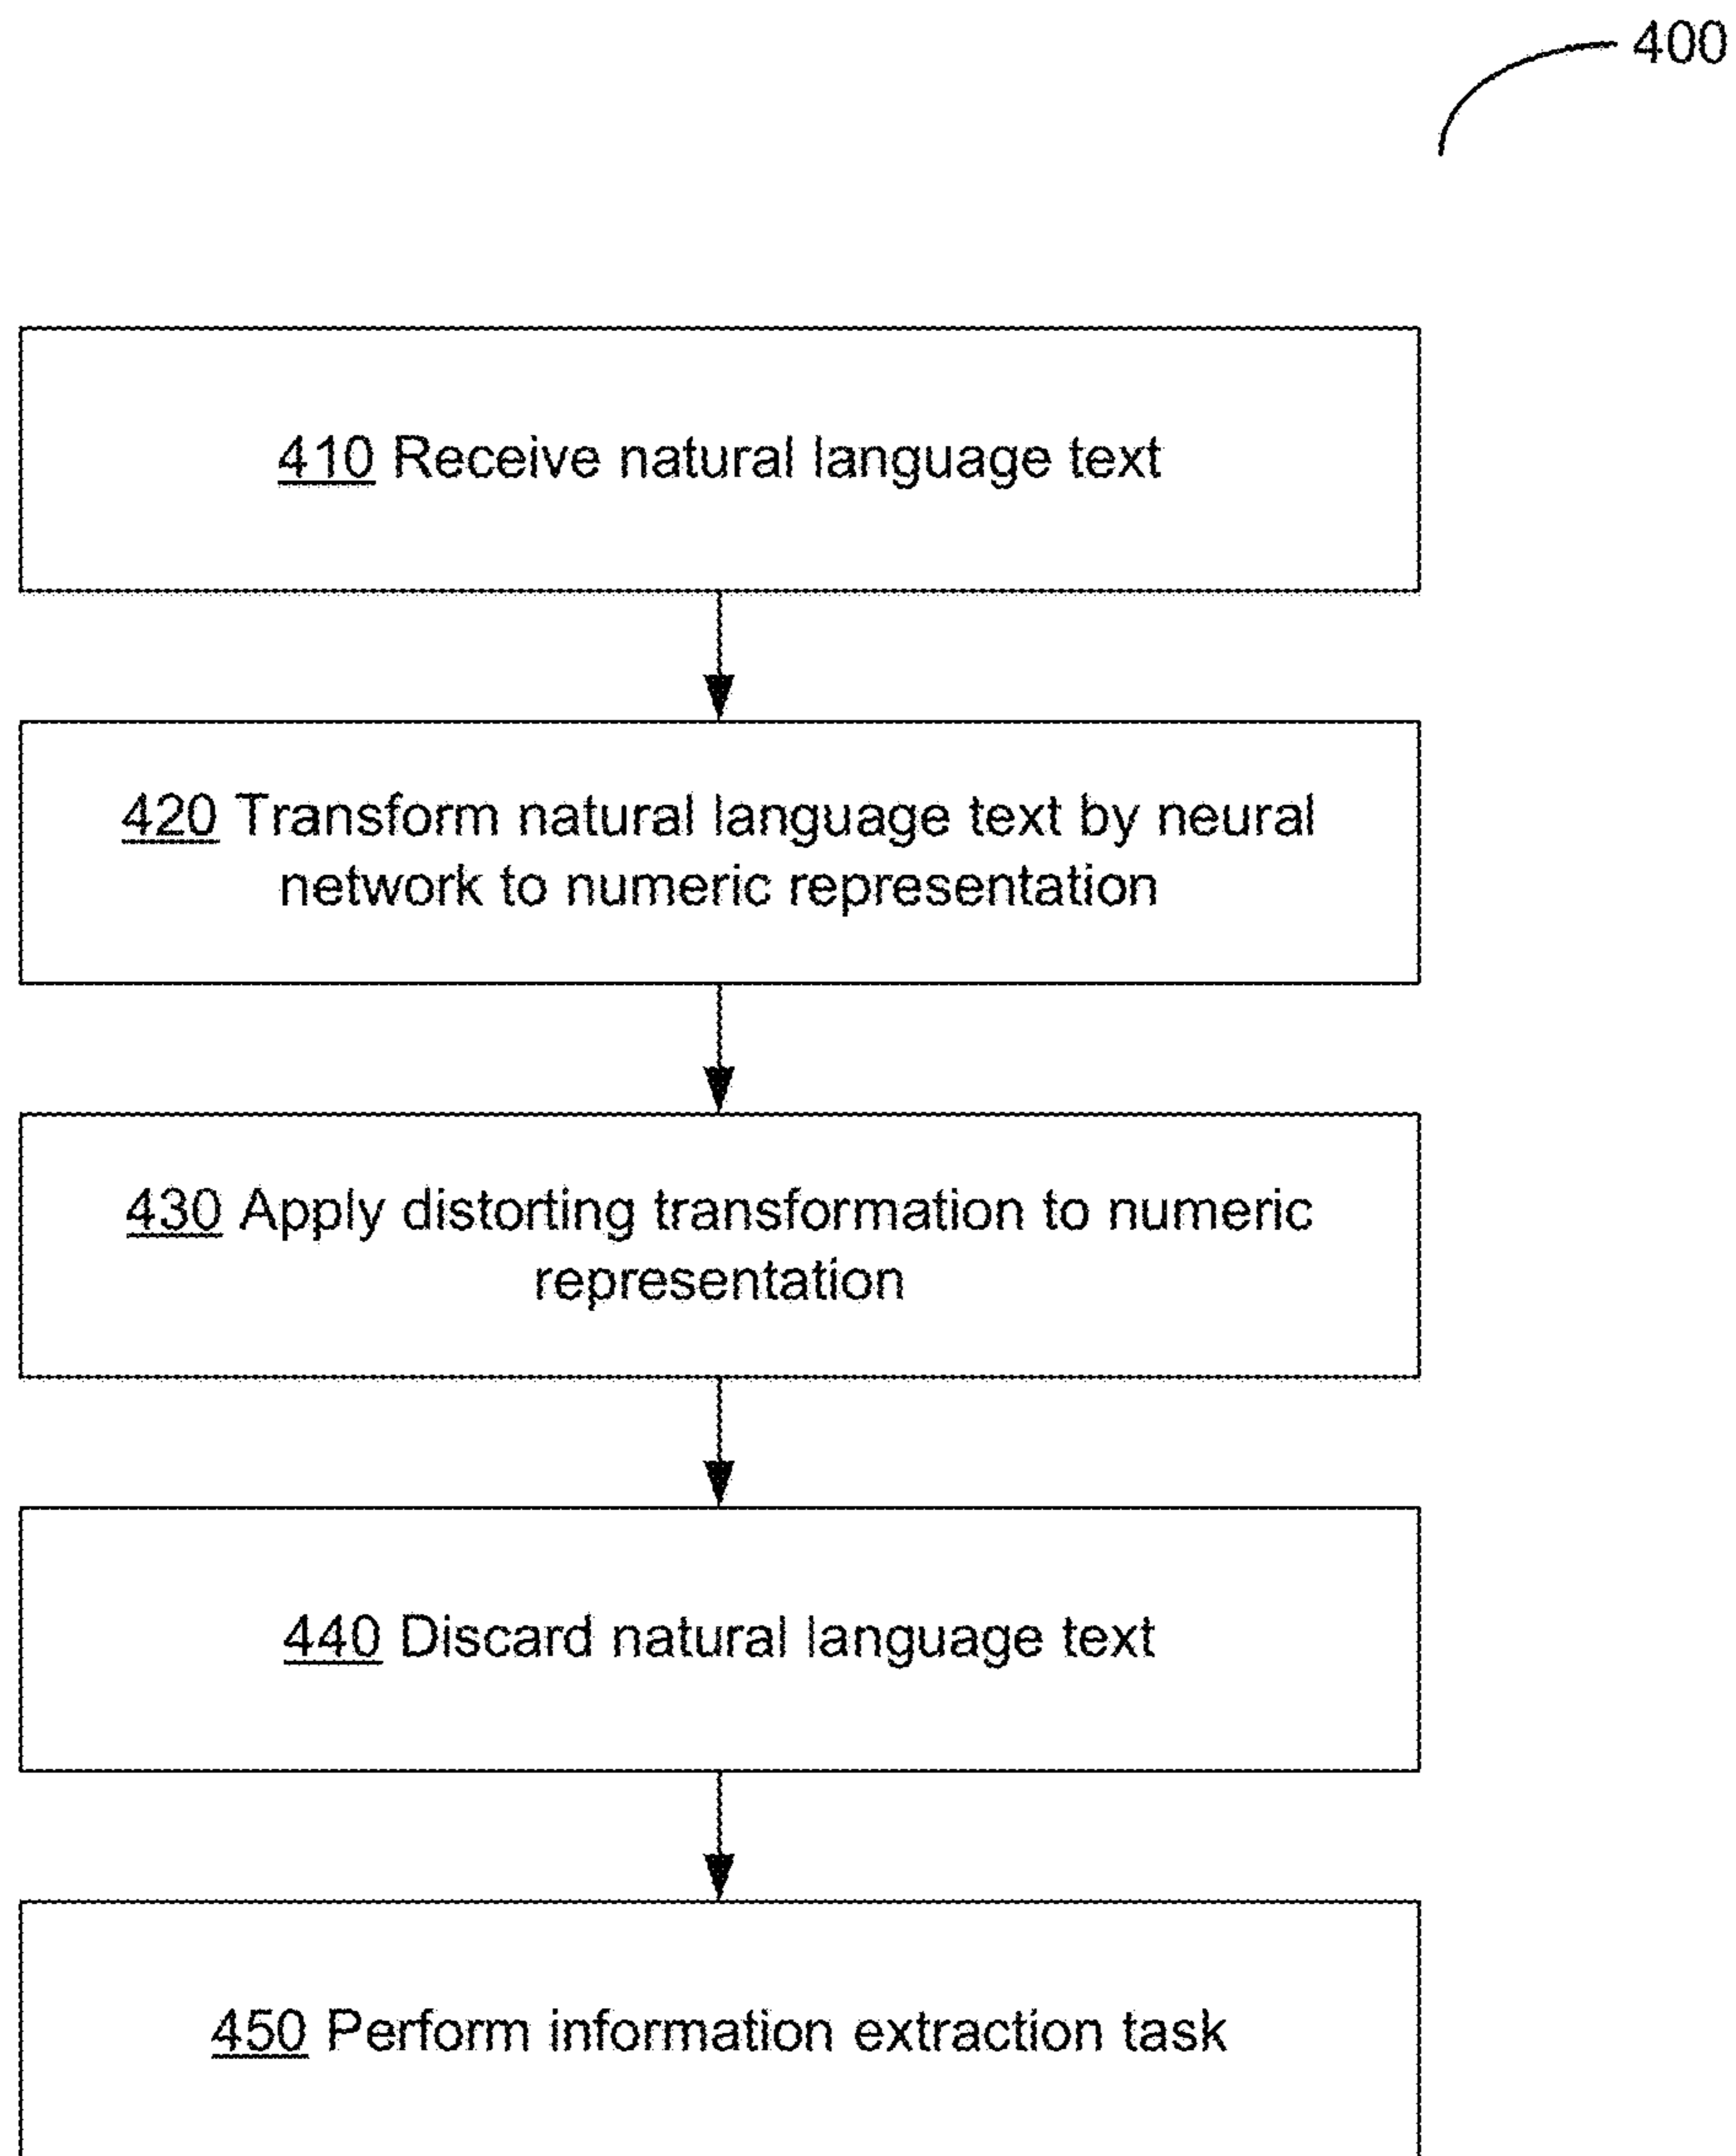 400
410 Receive natural language text
420 Transform natural language text by neural
network to numeric representation
430 Apply distorting transformation to numeric
representation
440 Discard natural language text
450 Perform information extraction task